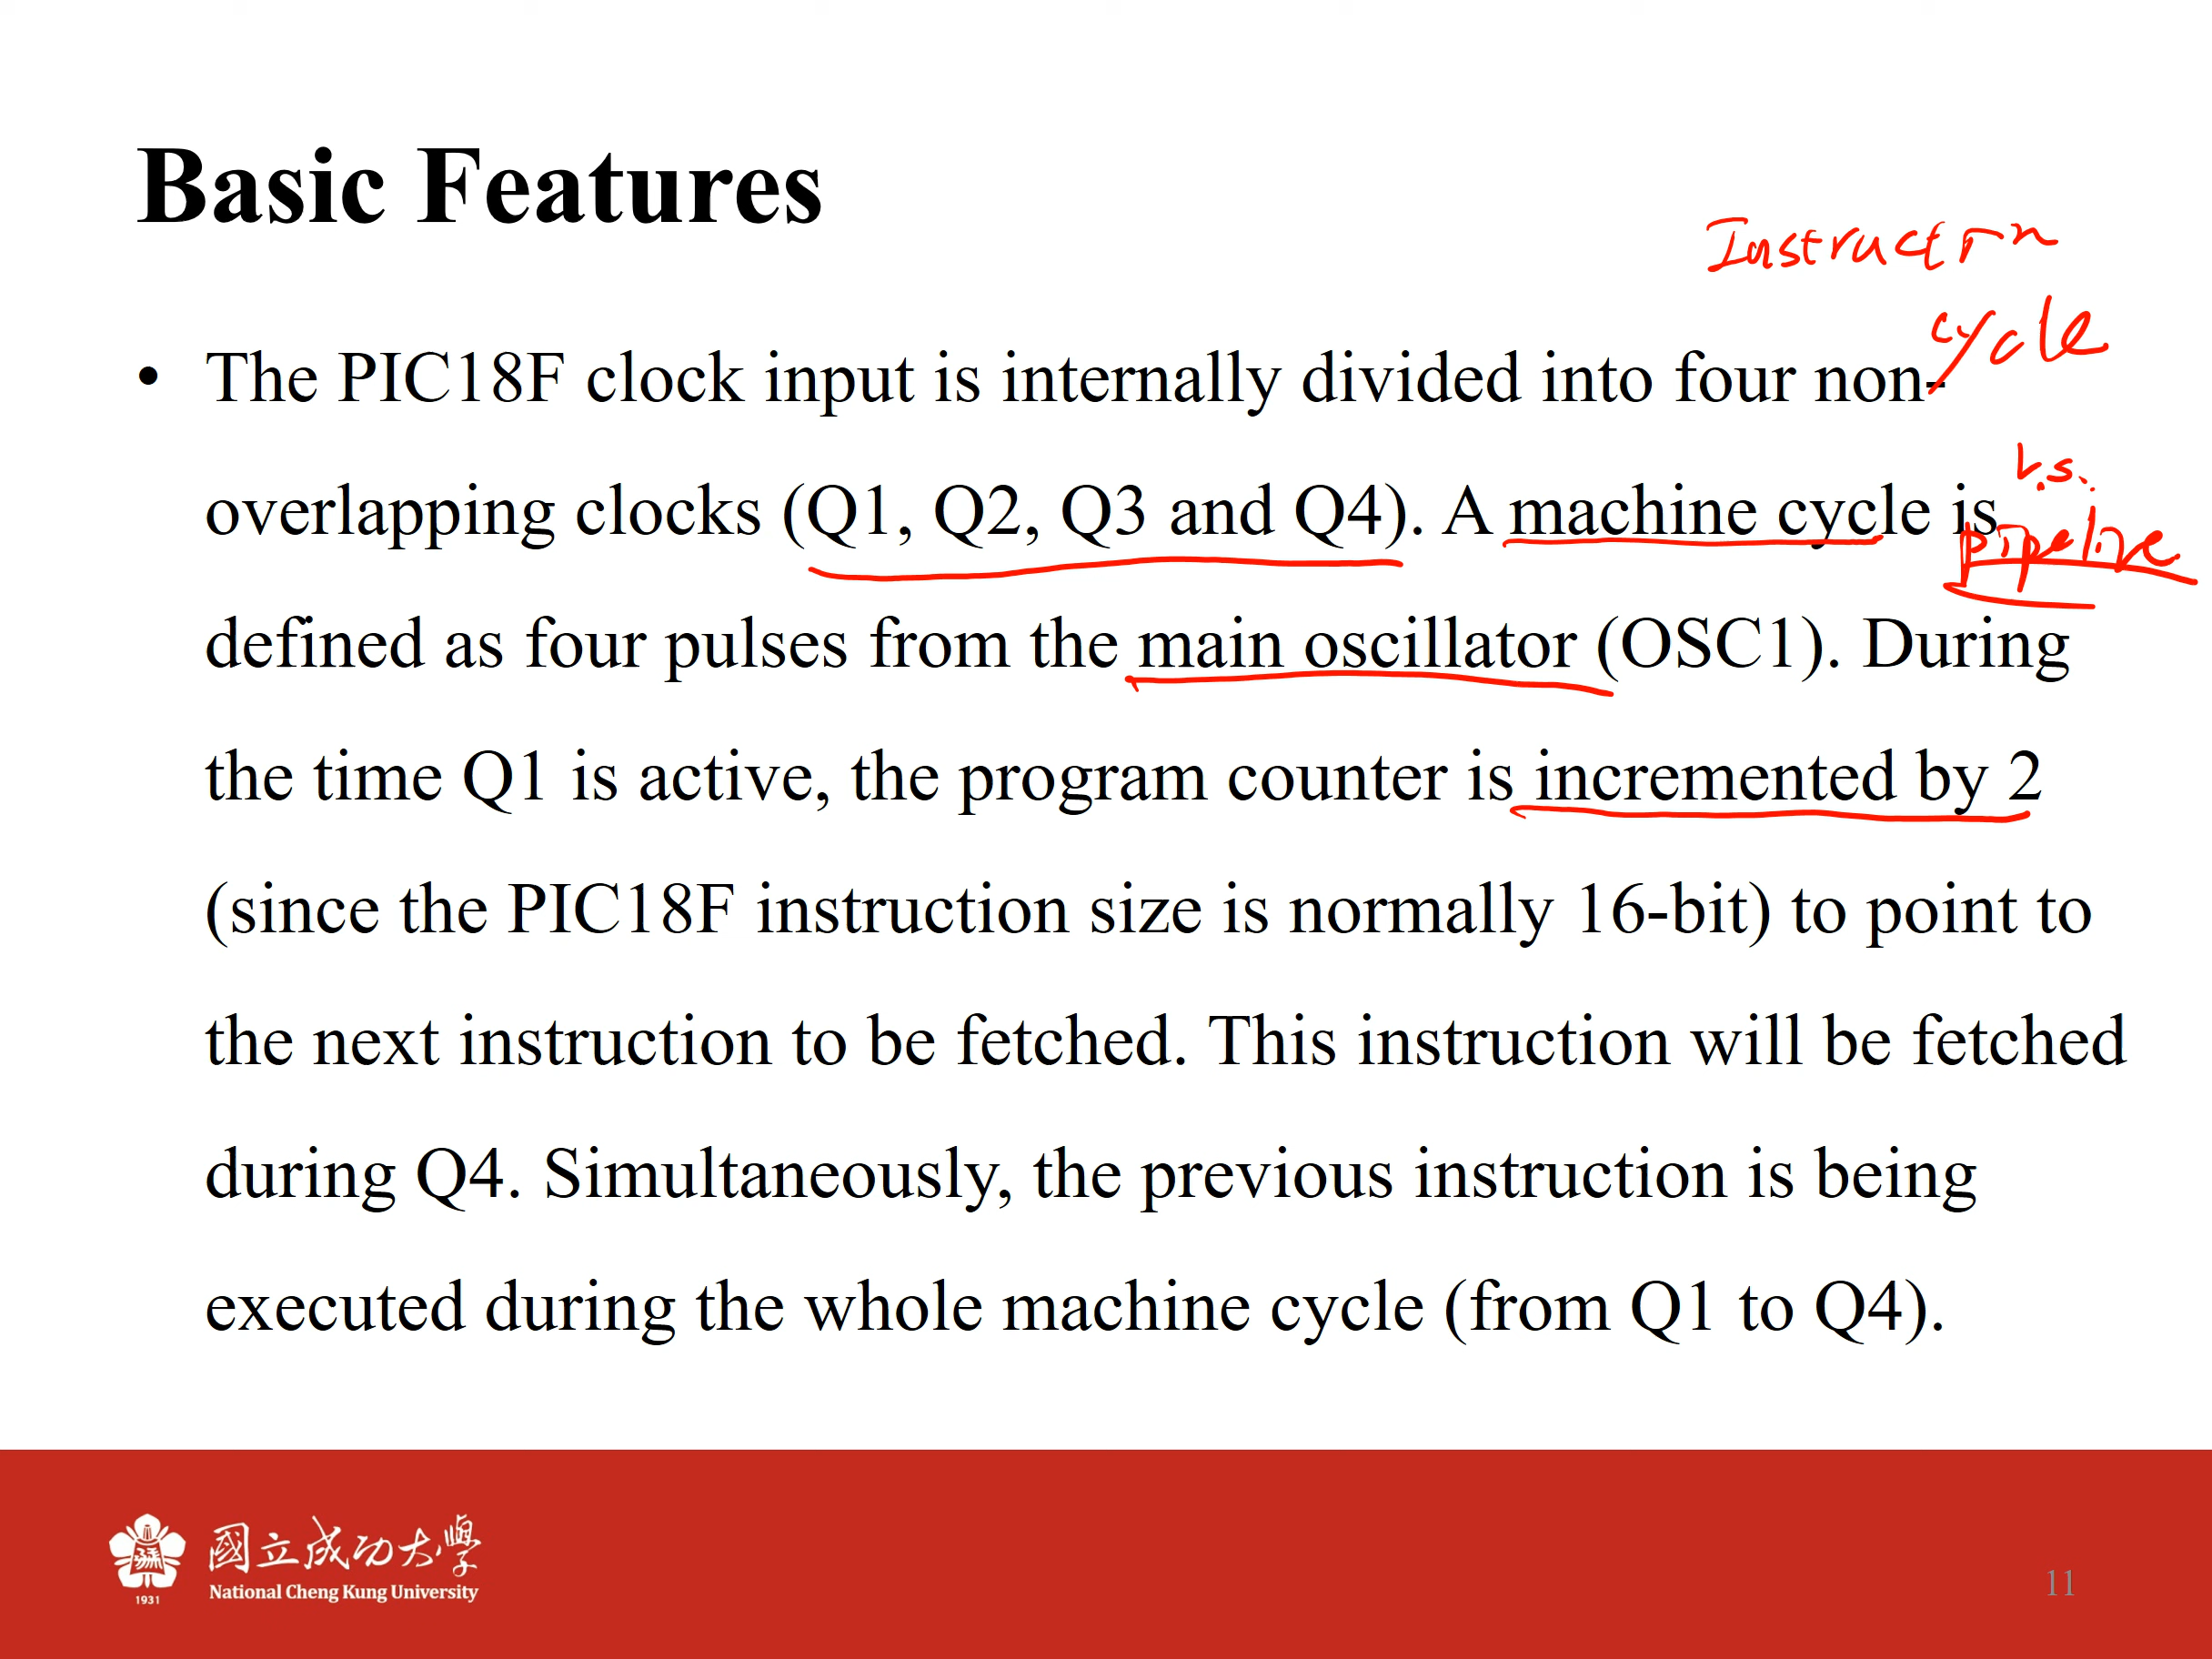 Basic Features
Instruction
cycle
• The PIC18F clock input is internally divided into four non-
v.s.
overlapping clocks (Q1, Q2, Q3 and Q4). A machine cycle is
pipeline
defined as four pulses from the main oscillator (OSC1). During
the time Q1 is active, the program counter is incremented by 2
(since the PIC18F instruction size is normally 16-bit) to point to
the next instruction to be fetched. This instruction will be fetched
during Q4. Simultaneously, the previous instruction is being
executed during the whole machine cycle (from Q1 to Q4).
國立成功大學
National Cheng Kung University
1931
11